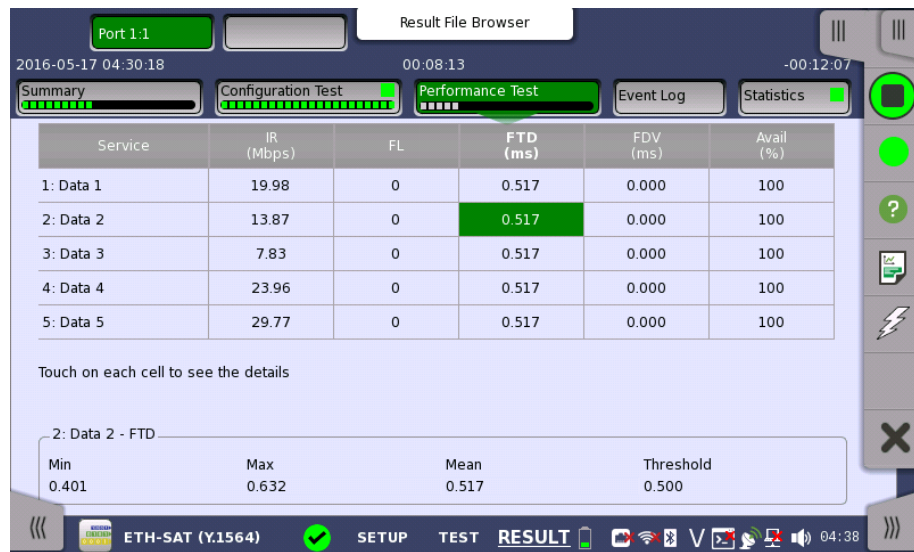 Port 1:1
Result File Browser
2016-05-17 04:30:18 00:08:13 -00:12:07
Summary Configuration Test Performance Test Event Log Statistics
Service IR (Mbps) FL FTD (ms) FDV (ms) Avail (%)
1: Data 1 19.98 0 0.517 0.000 100
2: Data 2 13.87 0 0.517 0.000 100
3: Data 3 7.83 0 0.517 0.000 100
4: Data 4 23.96 0 0.517 0.000 100
5: Data 5 29.77 0 0.517 0.000 100
Touch on each cell to see the details
2: Data 2 - FTD
Min Max Mean Threshold
0.401 0.632 0.517 0.500
ETH-SAT (Y.1564) SETUP TEST RESULT V 04:38